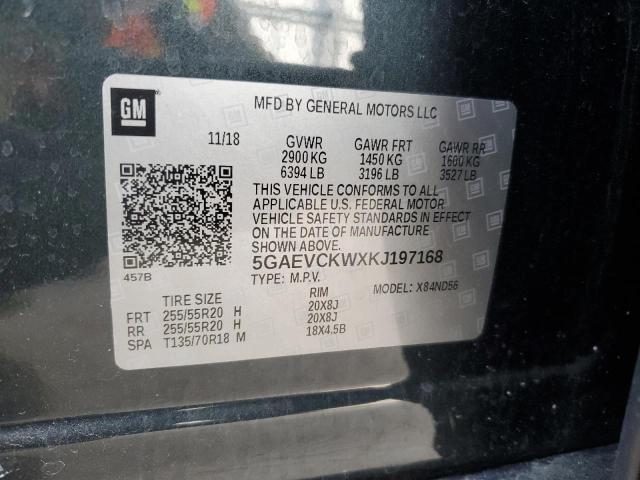 GM
MFD BY GENERAL MOTORS LLC
11/18 GVWR GAWR FRT GAWR RR
2900 KG 1450 KG 1600 KG
6394 LB 3196 LB 3527 LB
THIS VEHICLE CONFORMS TO ALL
APPLICABLE U.S. FEDERAL MOTOR
VEHICLE SAFETY STANDARDS IN EFFECT
ON THE DATE OF MANUFACTURE
SHOWN ABOVE.
457B
5GAEVCKWXKJ197168
TYPE: M.P.V. MODEL: X84ND56
TIRE SIZE RIM
FRT 255/55R20 H 20X8J
RR 255/55R20 H 20X8J
SPA T135/70R18 M 18X4.5B